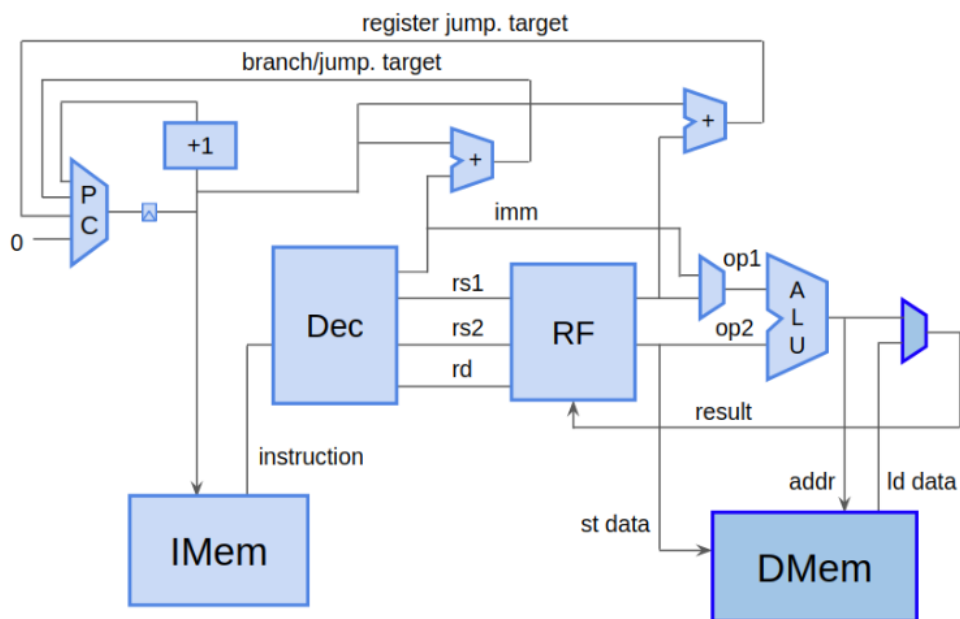 register jump. target
branch/jump. target
+1
+
+
P
C
0
imm
op1
A
L
U
Dec
rs1
rs2
rd
RF
op2
result
instruction
addr
ld data
st data
IMem
DMem